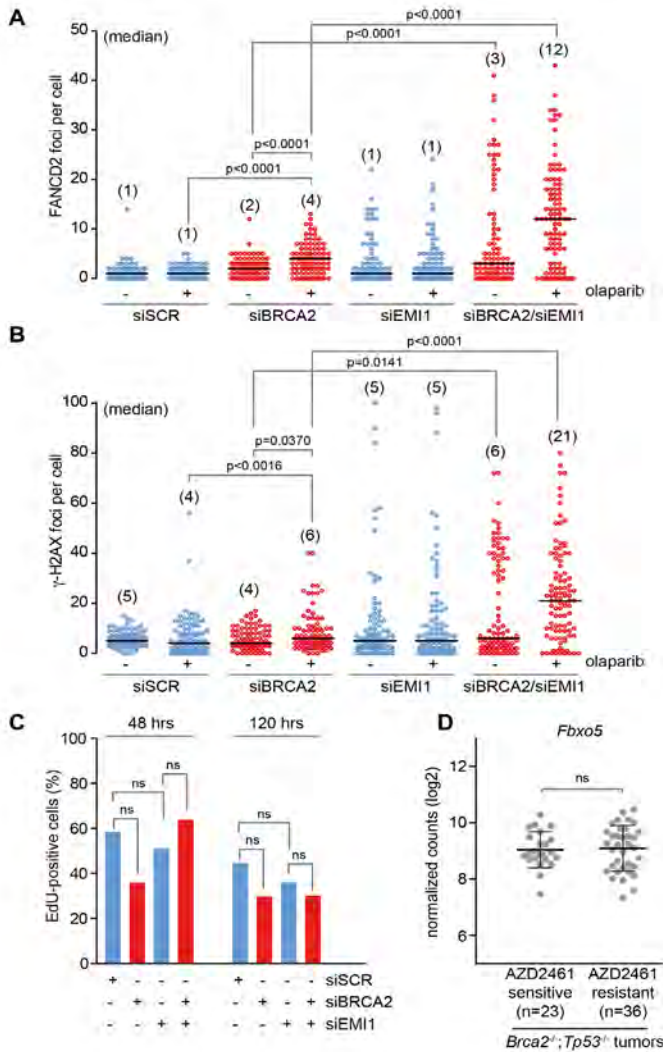 A
(median)
p<0.0001
p<0.0001
p<0.0001
p<0.0001
(1)
(1)
(2)
(4)
(1)
(1)
(3)
(12)
FANCD2 foci per cell
50
40
30
20
10
0
- + - + - + - + olaparib
siSCR siBRCA2 siEMI1 siBRCA2/siEMI1
B
(median)
p<0.0001
p=0.0141
p=0.0370
p<0.0016
(5)
(4)
(4)
(6)
(5)
(5)
(6)
(21)
γ-H2AX foci per cell
100
80
60
40
20
0
- + - + - + - + olaparib
siSCR siBRCA2 siEMI1 siBRCA2/siEMI1
C
48 hrs 120 hrs
EdU-positive cells (%)
100
80
60
40
20
0
ns
ns
ns
ns
ns
ns
+ - - - + - - - siSCR
- + - + - + - + siBRCA2
- - + + - - + + siEMI1
D
Fbxo5
ns
normalized counts (log2)
12
10
8
6
AZD2461 AZD2461
sensitive resistant
(n=23) (n=36)
Brca2-/-;Tp53-/- tumors